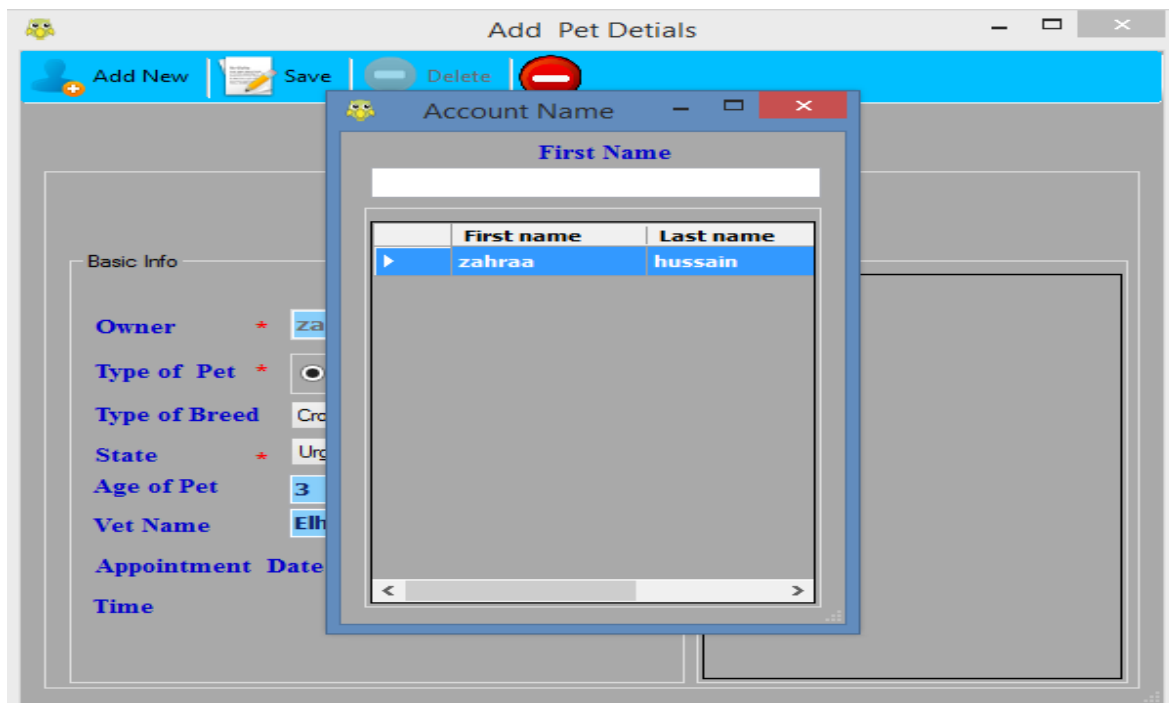 Add Pet Detials
Add New Save Delete
Account Name
First Name
First name Last name
zahraa hussain
Basic Info
Owner *
Type of Pet *
Type of Breed
State *
Age of Pet 3
Vet Name
Appointment Date
Time